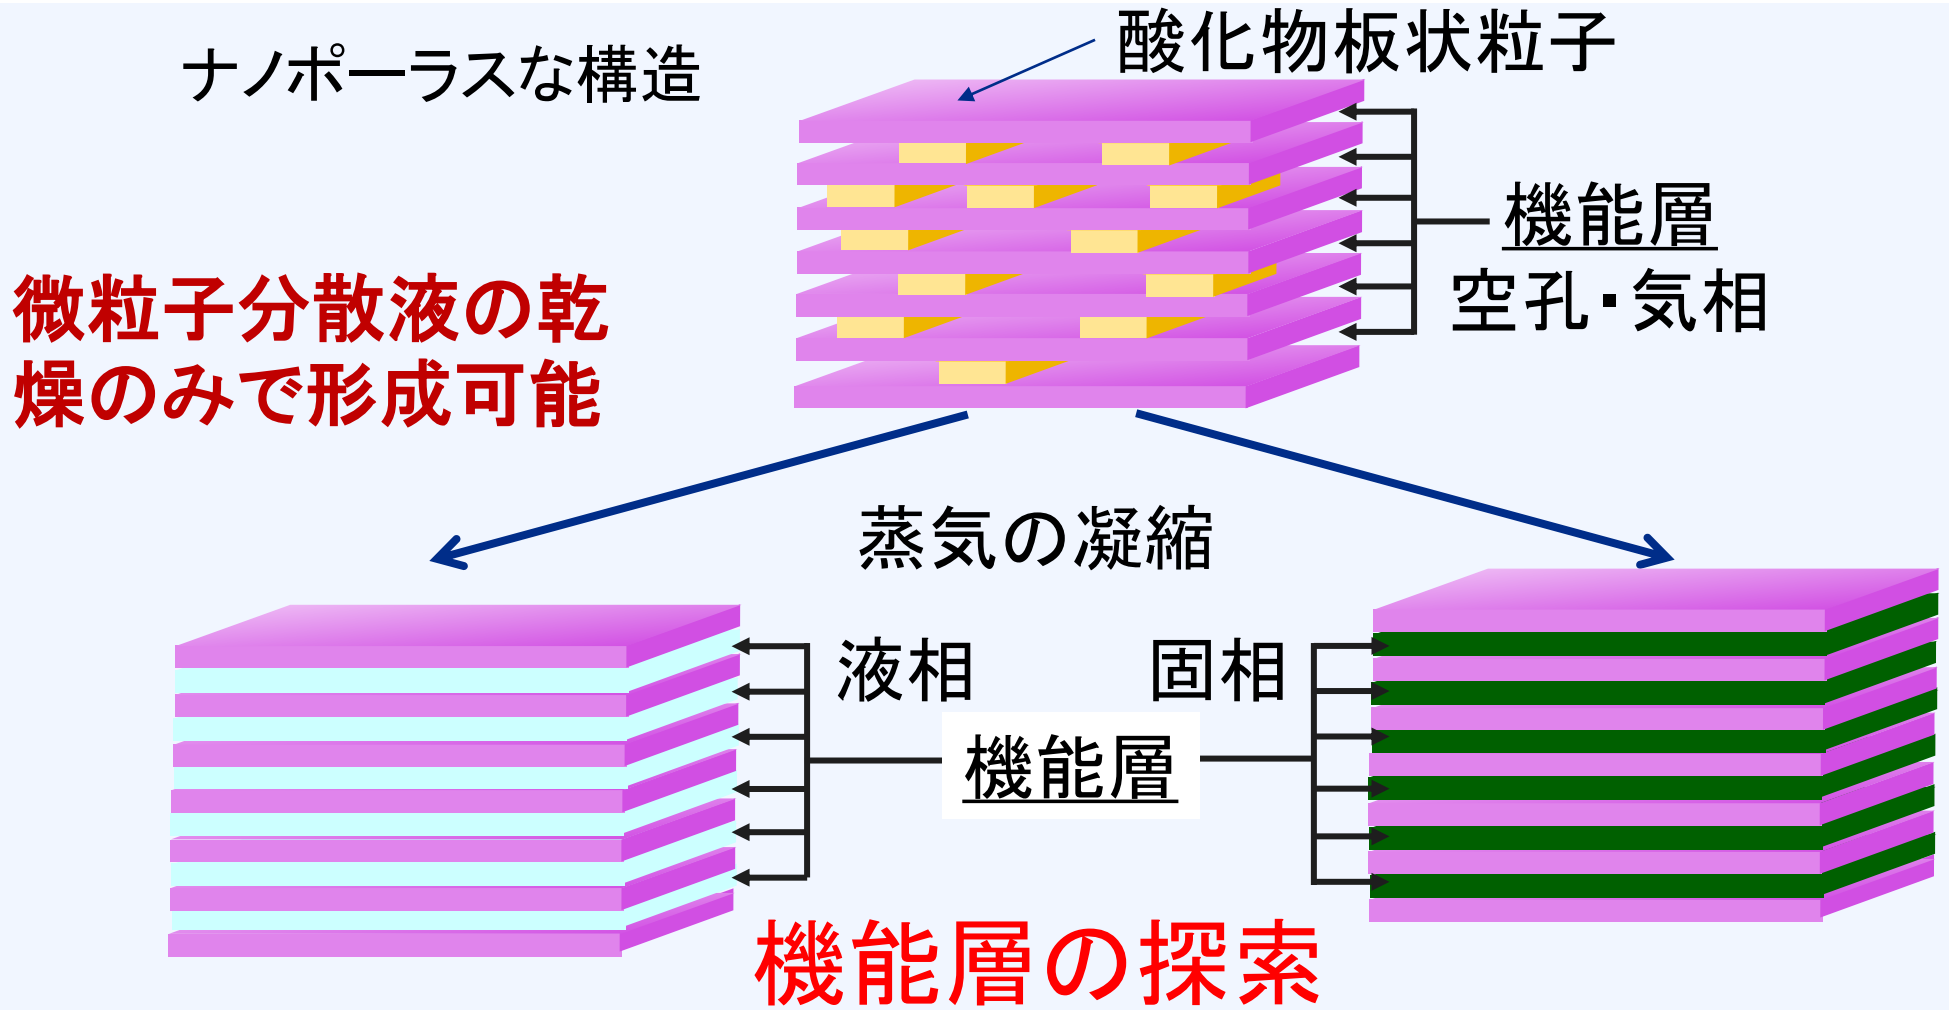 ナノポーラスな構造
酸化物板状粒子
機能層
空孔・気相
微粒子分散液の乾
燥のみで形成可能
蒸気の凝縮
液相
固相
機能層
機能層の探索